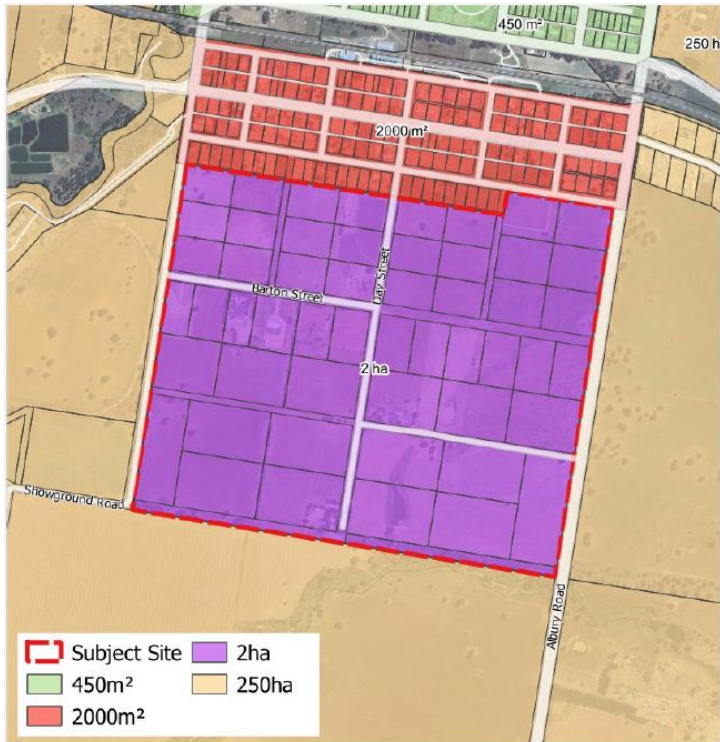 450 m²
250 h
2000 m²
Day Street
Barton Street
2 ha
Showground Road
Albury Road
Subject Site
2ha
450m²
250ha
2000m²